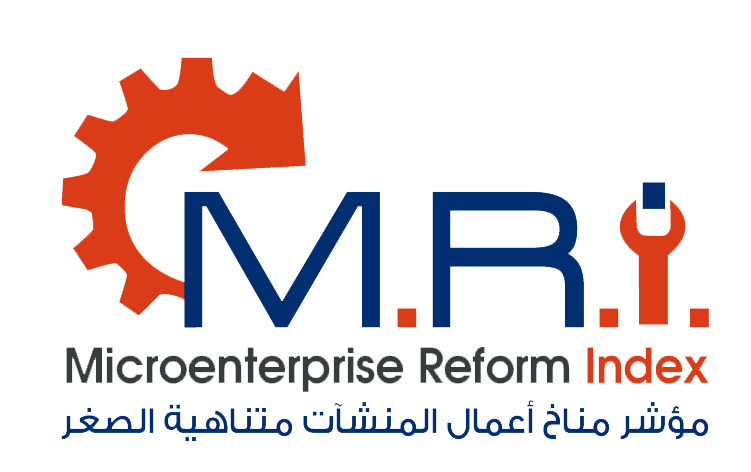 M.R.I.
Microenterprise Reform Index
مؤشر مناخ أعمال المنشآت متناهية الصغر